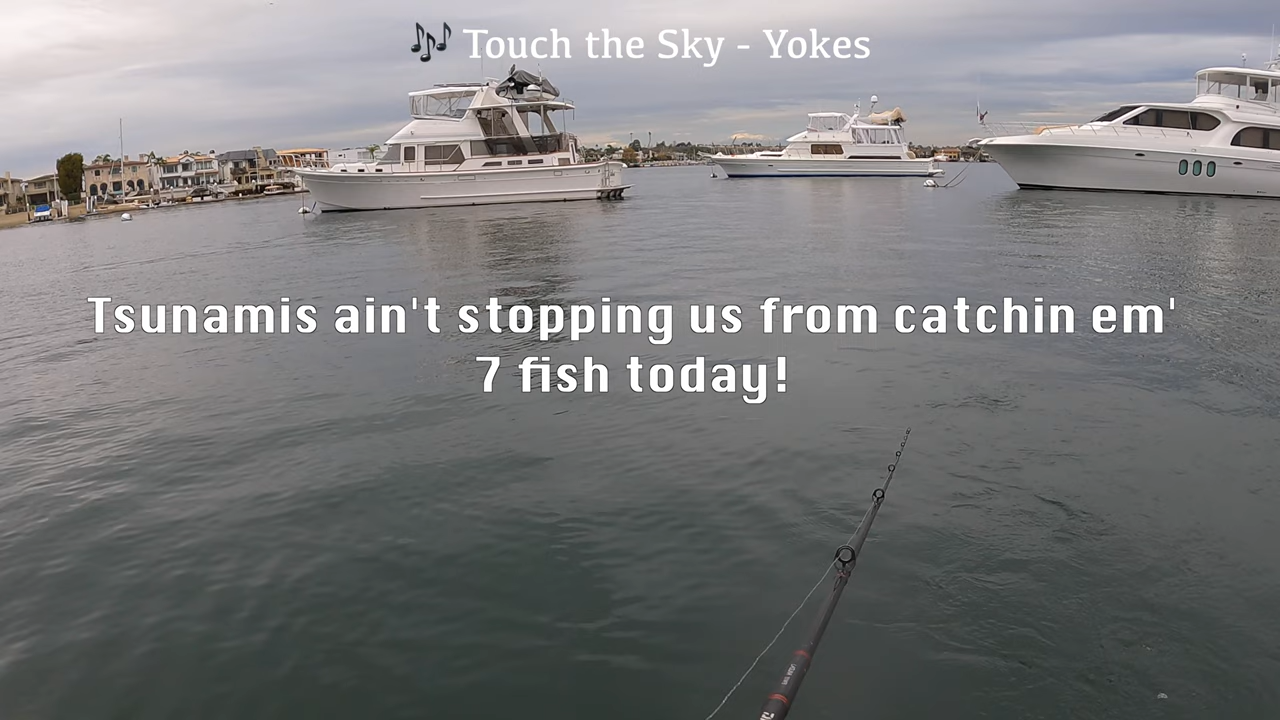 🎶 Touch the Sky - Yokes
Tsunamis ain't stopping us from catchin em'
7 fish today!